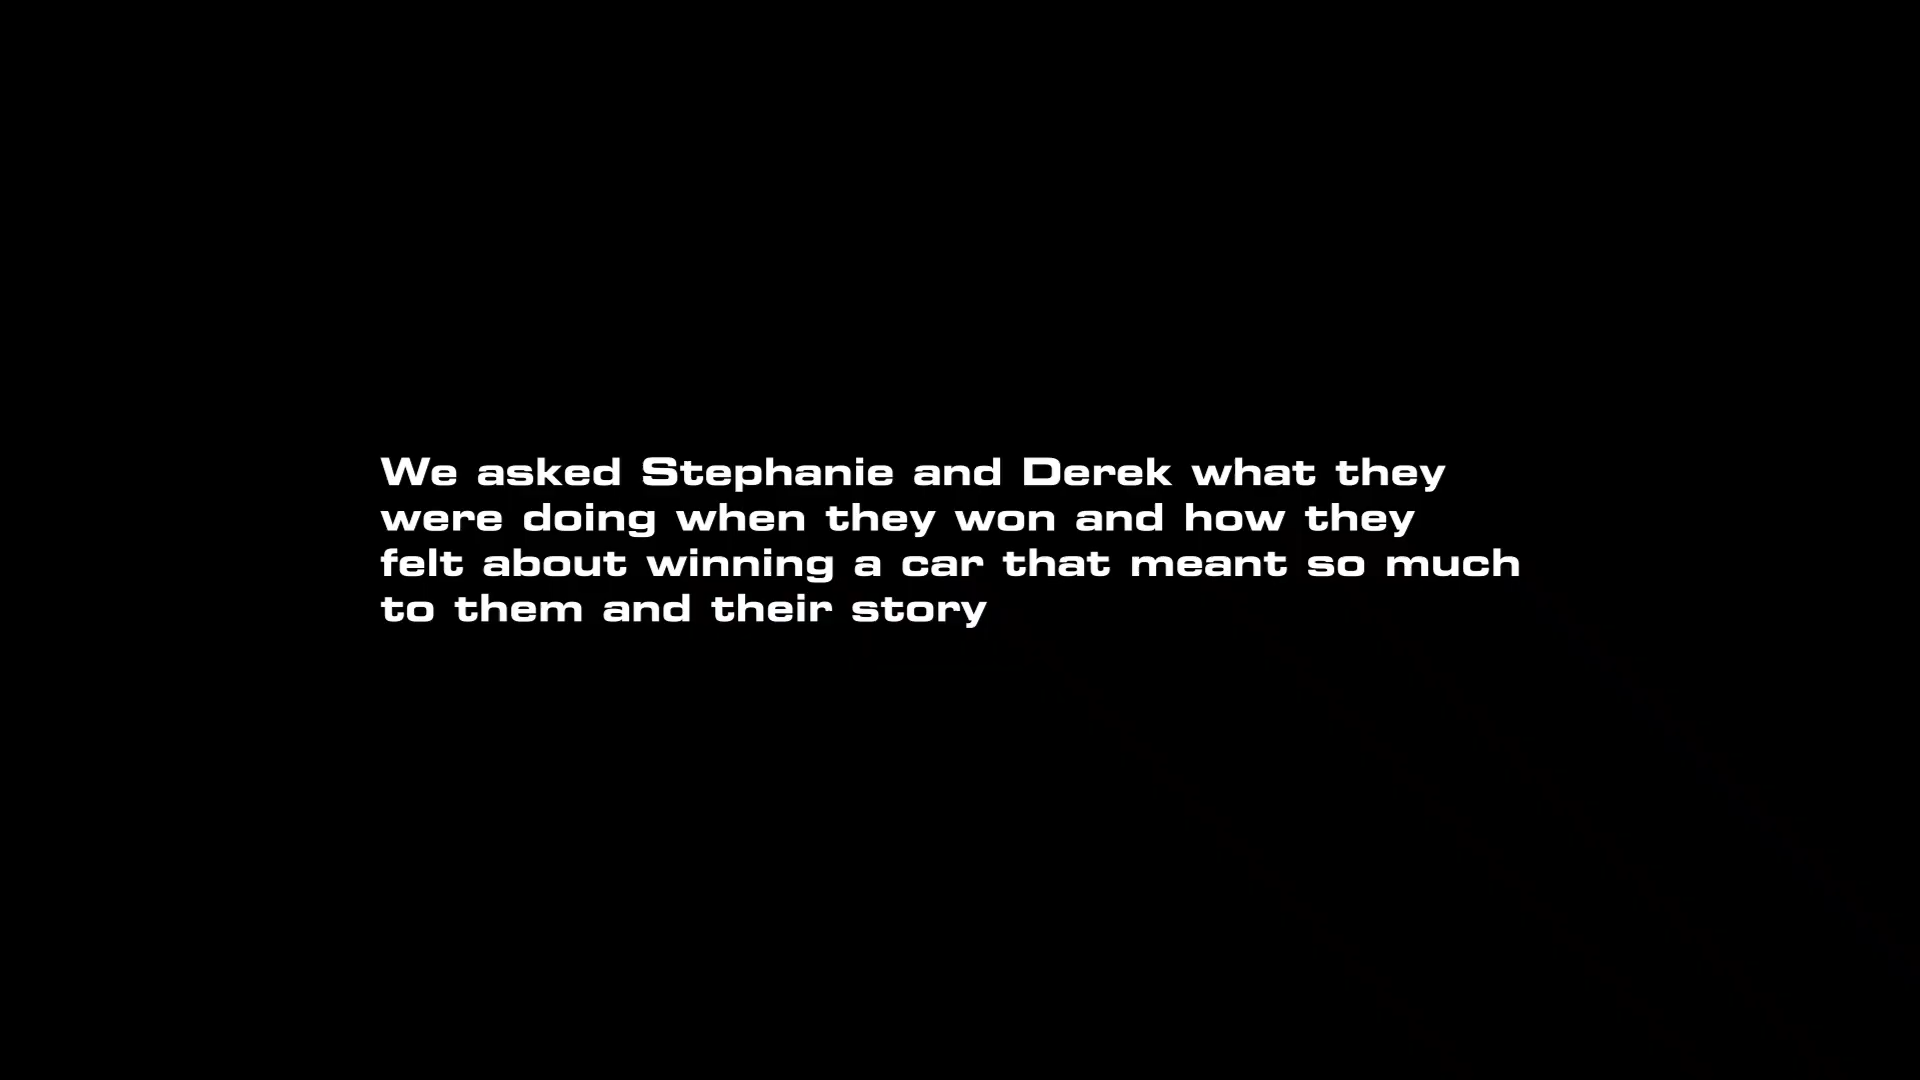 We asked Stephanie and Derek what they
were doing when they won and how they
felt about winning a car that meant so much
to them and their story